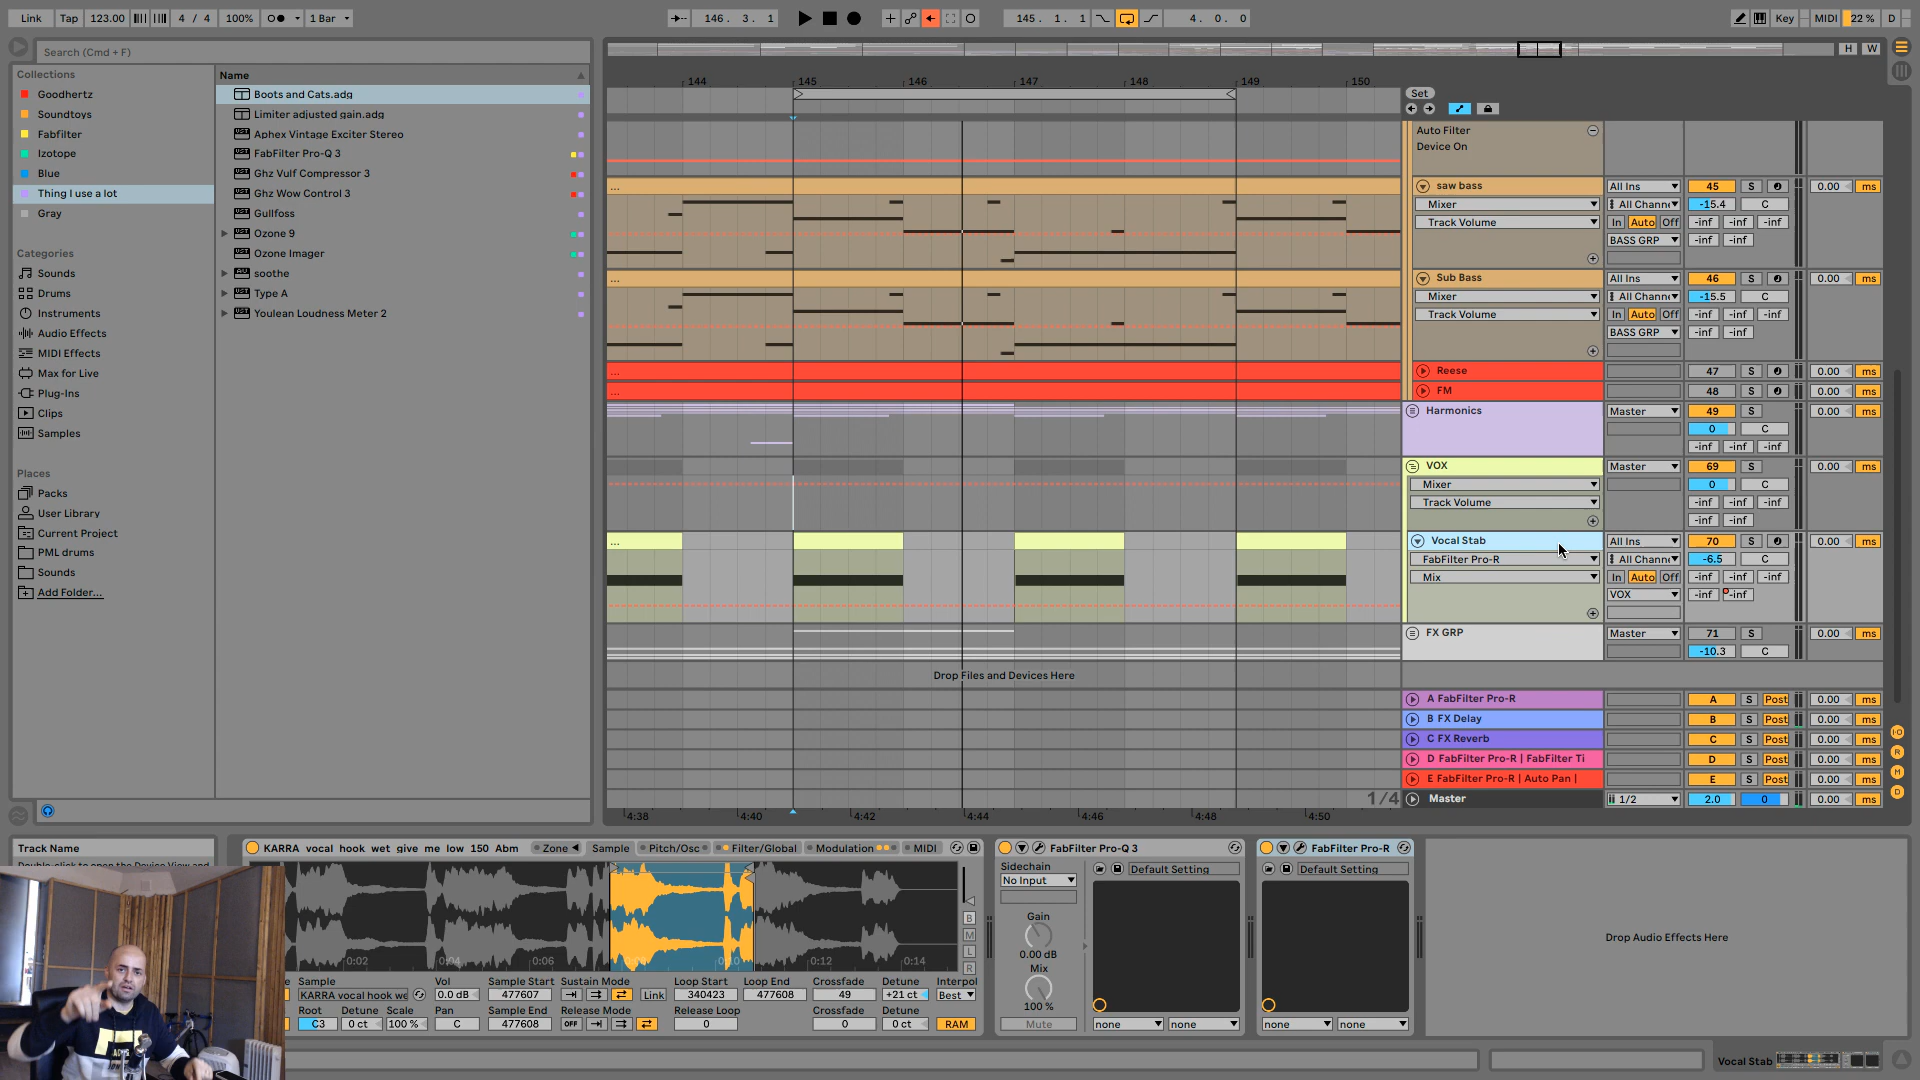 Link Tap 123.00 4 / 4 100% 1 Bar 146. 3. 1 145. 1. 1 4. 0. 0 Key MIDI 22 % D
Search (Cmd + F)
H W
Collections
Goodhertz
Soundtoys
Fabfilter
Izotope
Blue
Thing I use a lot
Gray
Categories
Sounds
Drums
Instruments
Audio Effects
MIDI Effects
Max for Live
Plug-Ins
Clips
Samples
Places
Packs
User Library
Current Project
PML drums
Sounds
Add Folder...
Name
Boots and Cats.adg
Limiter adjusted gain.adg
Aphex Vintage Exciter Stereo
FabFilter Pro-Q 3
Ghz Vulf Compressor 3
Ghz Wow Control 3
Gullfoss
Ozone 9
Ozone Imager
soothe
Type A
Youlean Loudness Meter 2
144 145 146 147 148 149 150
Set
Auto Filter
Device On
saw bass All Ins 45 S 0.00 ms
Mixer All Channe -15.4 C
Track Volume In Auto Off -inf -inf -inf
BASS GRP -inf -inf
Sub Bass All Ins 46 S 0.00 ms
Mixer All Channe -15.5 C
Track Volume In Auto Off -inf -inf -inf
BASS GRP -inf -inf
Reese 47 S 0.00 ms
FM 48 S 0.00 ms
Harmonics Master 49 S 0.00 ms
0 C
-inf -inf -inf
VOX Master 69 S 0.00 ms
Mixer 0 C
Track Volume -inf -inf -inf
-inf -inf
Vocal Stab All Ins 70 S 0.00 ms
FabFilter Pro-R All Channe -6.5 C
Mix In Auto Off -inf -inf -inf
VOX -inf -inf
FX GRP Master 71 S 0.00 ms
-10.3 C
Drop Files and Devices Here
A FabFilter Pro-R A S Post 0.00 ms
B FX Delay B S Post 0.00 ms
C FX Reverb C S Post 0.00 ms
D FabFilter Pro-R | FabFilter Ti D S Post 0.00 ms
E FabFilter Pro-R | Auto Pan | E S Post 0.00 ms
1/4 Master 1/2 2.0 0 0.00 ms
4:38 4:40 4:42 4:44 4:46 4:48 4:50
Track Name
Double-click to open the Device View and
KARRA vocal hook wet give me low 150 Abm Zone Sample Pitch/Osc Filter/Global Modulation MIDI
0:02 0:04 0:06 0:10 0:12 0:14
B
M
L
R
Sample Vol Sample Start Sustain Mode Loop Start Loop End Crossfade Detune Interpol
KARRA vocal hook we 0.0 dB 477607 Link 340423 477608 49 +21 ct Best
Root Detune Scale Pan Sample End Release Mode Release Loop Crossfade Detune
C3 0 ct 100 % C 477608 OFF 0 0 0 ct RAM
FabFilter Pro-Q 3
Sidechain
No Input Default Setting
Gain
0.00 dB
Mix
100 %
Mute none none
FabFilter Pro-R
Default Setting
none none
Drop Audio Effects Here
Vocal Stab